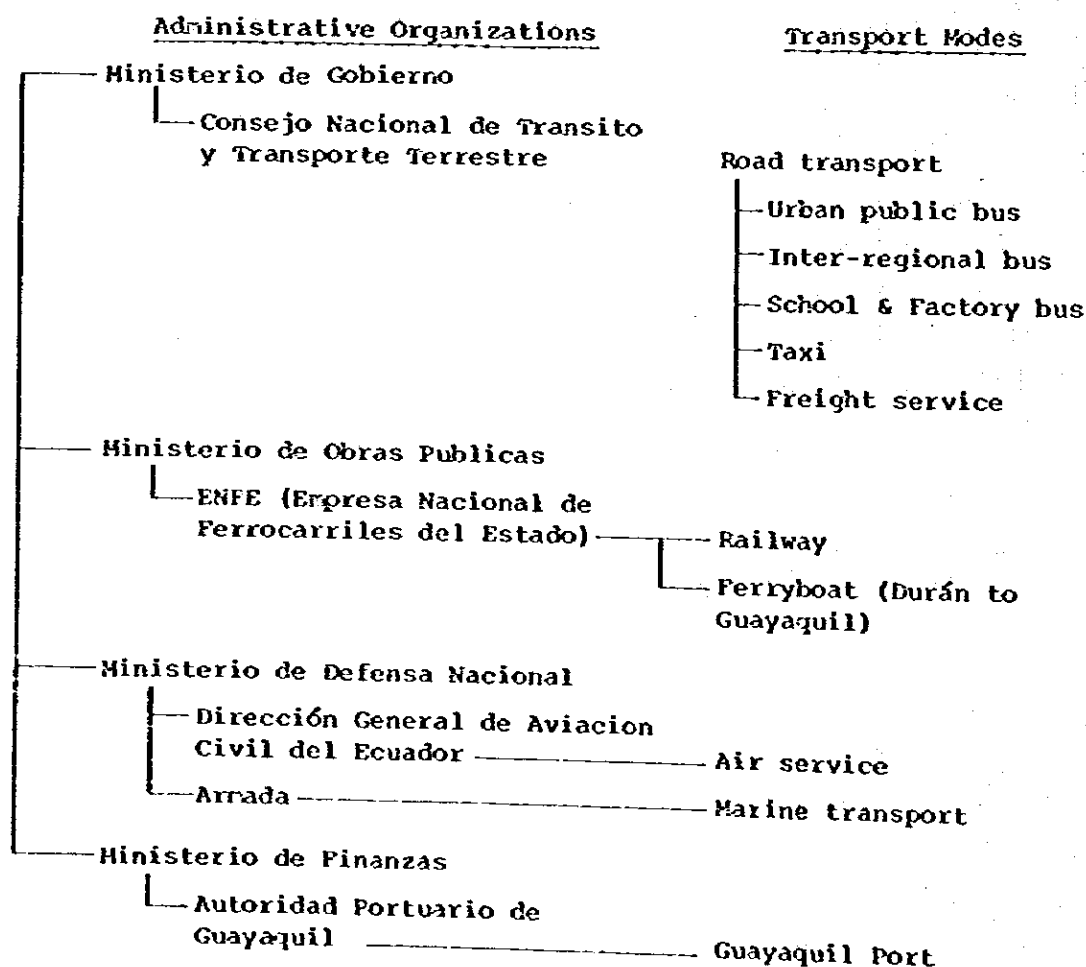 Administrative Organizations
Transport Modes
Ministerio de Gobierno
Consejo Nacional de Transito
y Transporte Terrestre
Road transport
Urban public bus
Inter-regional bus
School & Factory bus
Taxi
Freight service
Ministerio de Obras Publicas
ENFE (Empresa Nacional de
Ferrocarriles del Estado)
Railway
Ferryboat (Durán to
Guayaquil)
Ministerio de Defensa Nacional
Dirección General de Aviacion
Civil del Ecuador
Air service
Armada
Marine transport
Ministerio de Finanzas
Autoridad Portuario de
Guayaquil
Guayaquil Port